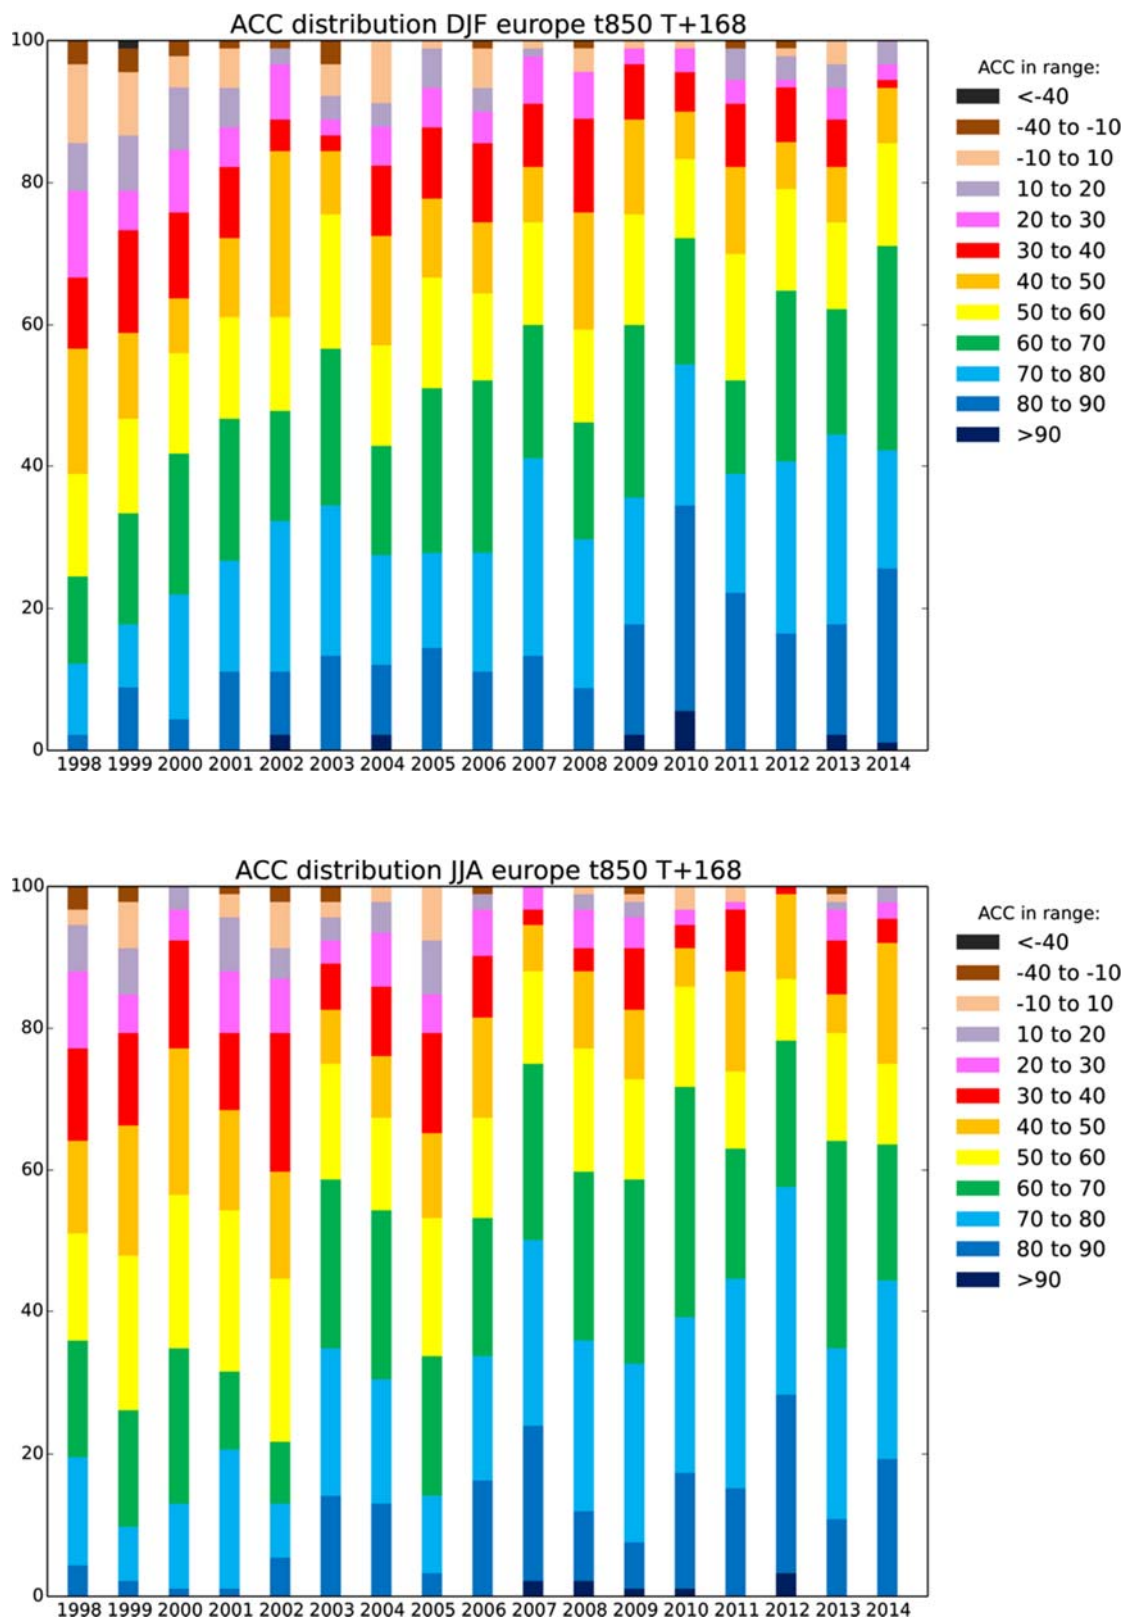 ACC distribution DJF europe t850 T+168
100
80
60
40
20
0
1998 1999 2000 2001 2002 2003 2004 2005 2006 2007 2008 2009 2010 2011 2012 2013 2014
ACC in range:
<-40
-40 to -10
-10 to 10
10 to 20
20 to 30
30 to 40
40 to 50
50 to 60
60 to 70
70 to 80
80 to 90
>90
ACC distribution JJA europe t850 T+168
100
80
60
40
20
0
1998 1999 2000 2001 2002 2003 2004 2005 2006 2007 2008 2009 2010 2011 2012 2013 2014
ACC in range:
<-40
-40 to -10
-10 to 10
10 to 20
20 to 30
30 to 40
40 to 50
50 to 60
60 to 70
70 to 80
80 to 90
>90